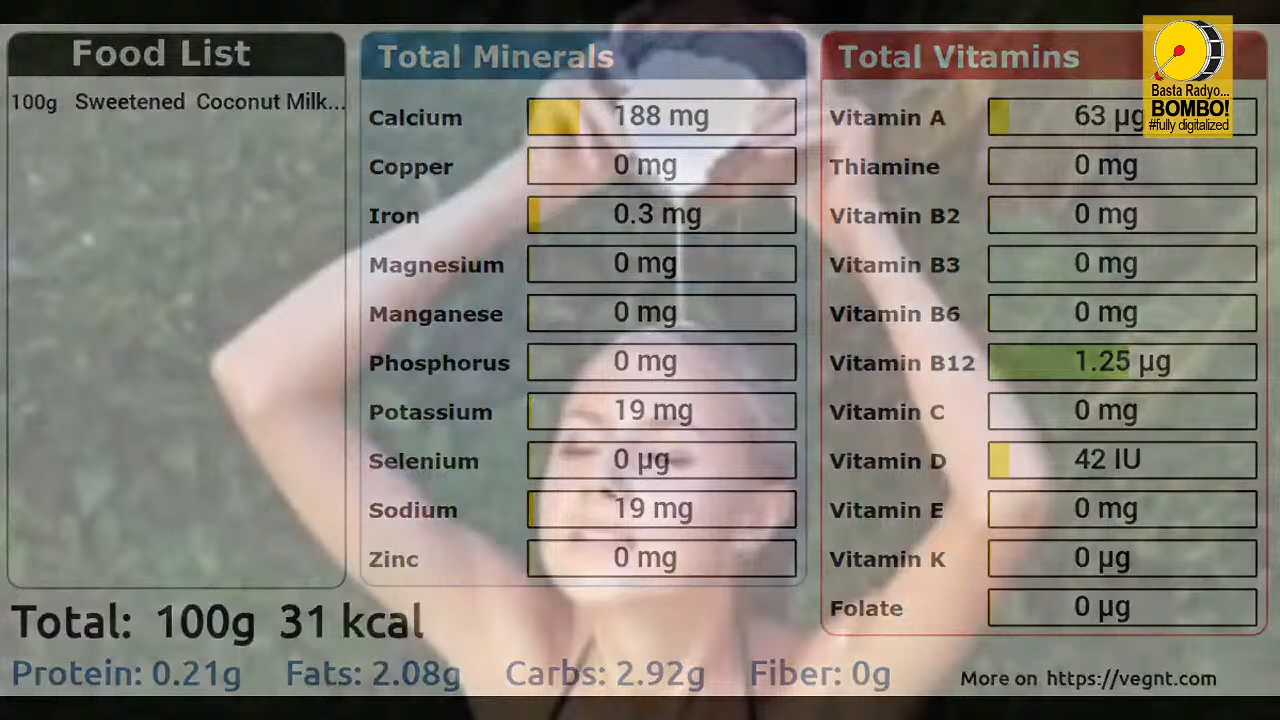 Food List
100g Sweetened Coconut Milk...
Total Minerals
Calcium 188 mg
Copper 0 mg
Iron 0.3 mg
Magnesium 0 mg
Manganese 0 mg
Phosphorus 0 mg
Potassium 19 mg
Selenium 0 µg
Sodium 19 mg
Zinc 0 mg
Total Vitamins
Vitamin A 63 µg
Thiamine 0 mg
Vitamin B2 0 mg
Vitamin B3 0 mg
Vitamin B6 0 mg
Vitamin B12 1.25 µg
Vitamin C 0 mg
Vitamin D 42 IU
Vitamin E 0 mg
Vitamin K 0 µg
Folate 0 µg
Basta Radyo...
BOMBO!
#fully digitalized
Total: 100g 31 kcal
Protein: 0.21g Fats: 2.08g Carbs: 2.92g Fiber: 0g
More on https://vegnt.com